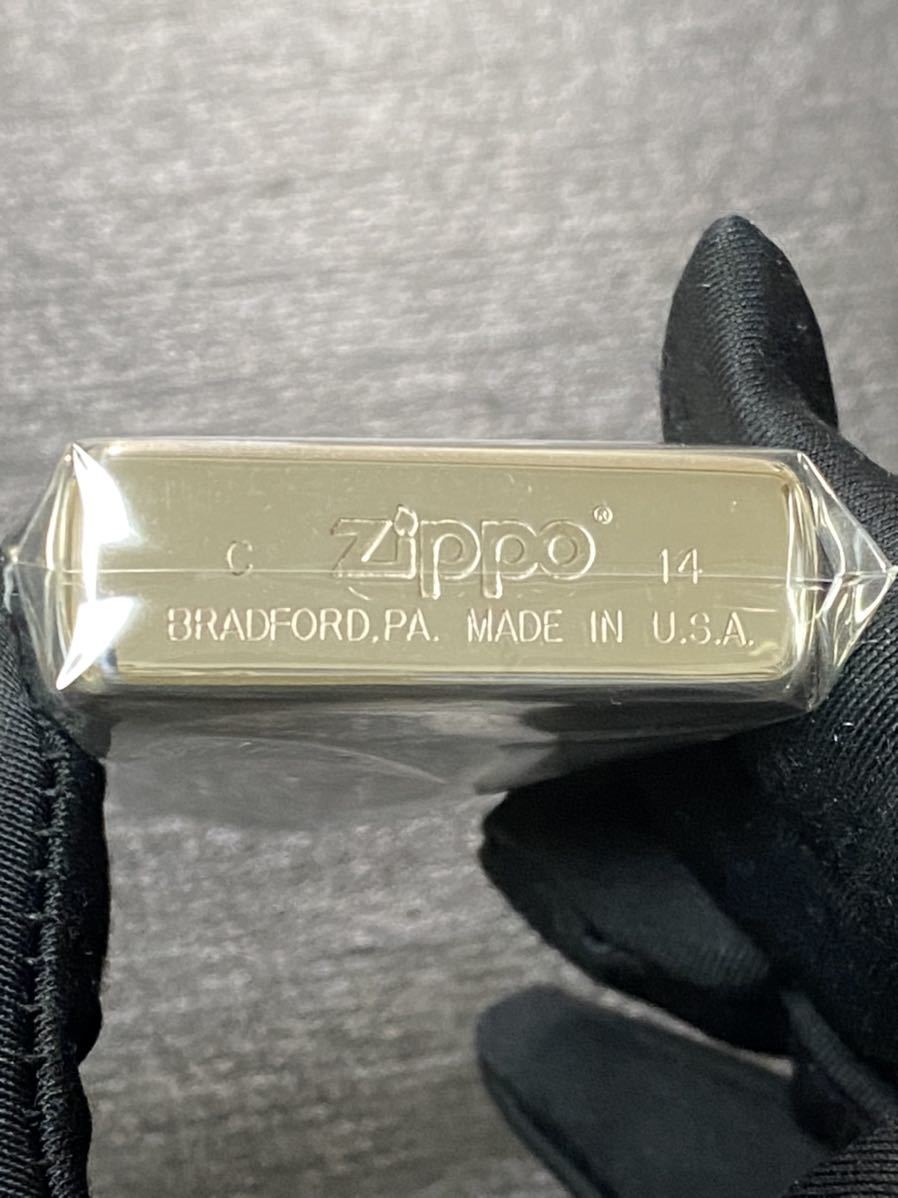 C Zippo® 14
BRADFORD,PA. MADE IN U.S.A.